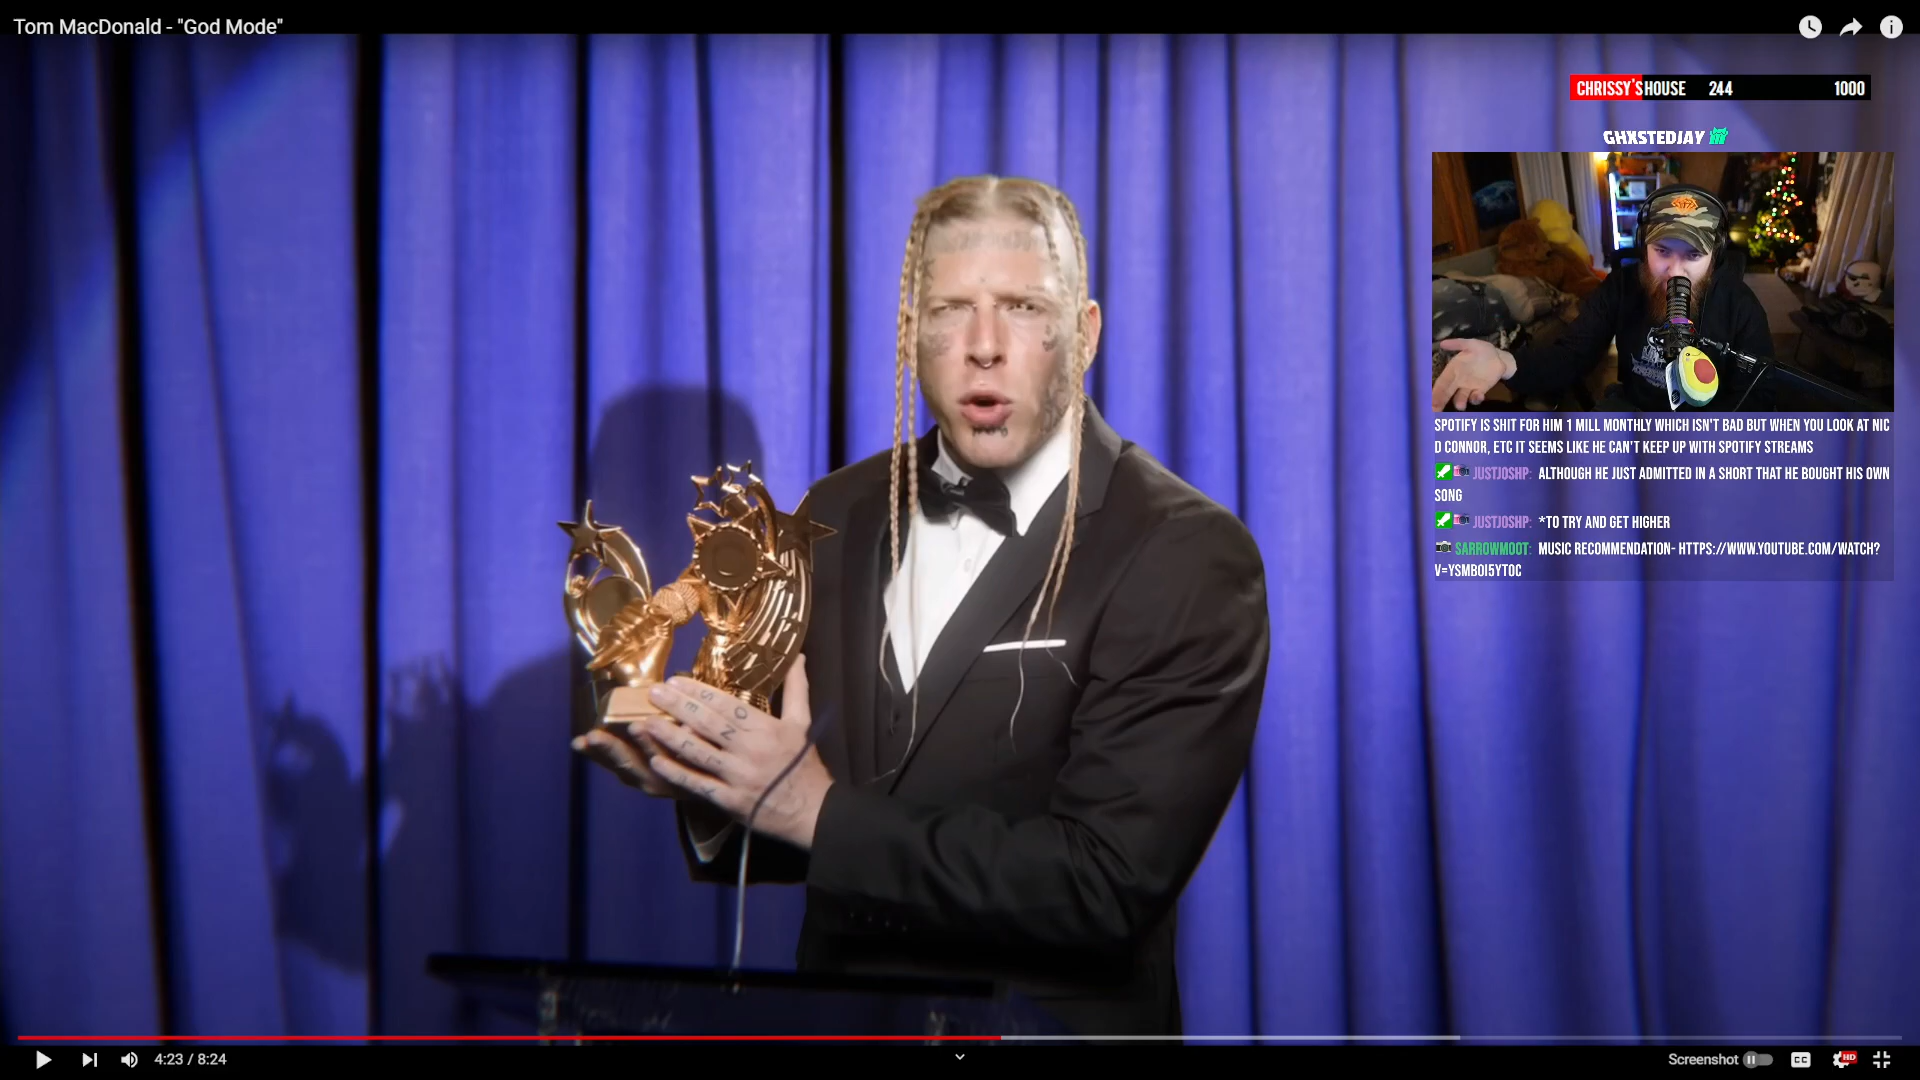 Tom MacDonald - "God Mode"
CHRISSY'S HOUSE 244 1000
GHXSTEDJAY
SPOTIFY IS SHIT FOR HIM 1 MILL MONTHLY WHICH ISN'T BAD BUT WHEN YOU LOOK AT NIC
D CONNOR, ETC IT SEEMS LIKE HE CAN'T KEEP UP WITH SPOTIFY STREAMS
JUSTJOSHP: ALTHOUGH HE JUST ADMITTED IN A SHORT THAT HE BOUGHT HIS OWN
SONG
JUSTJOSHP: *TO TRY AND GET HIGHER
SARROWMOOT: MUSIC RECOMMENDATION- HTTPS://WWW.YOUTUBE.COM/WATCH?
V=YSMBOI5YTOC
4:23 / 8:24
Screenshot
CC
HD